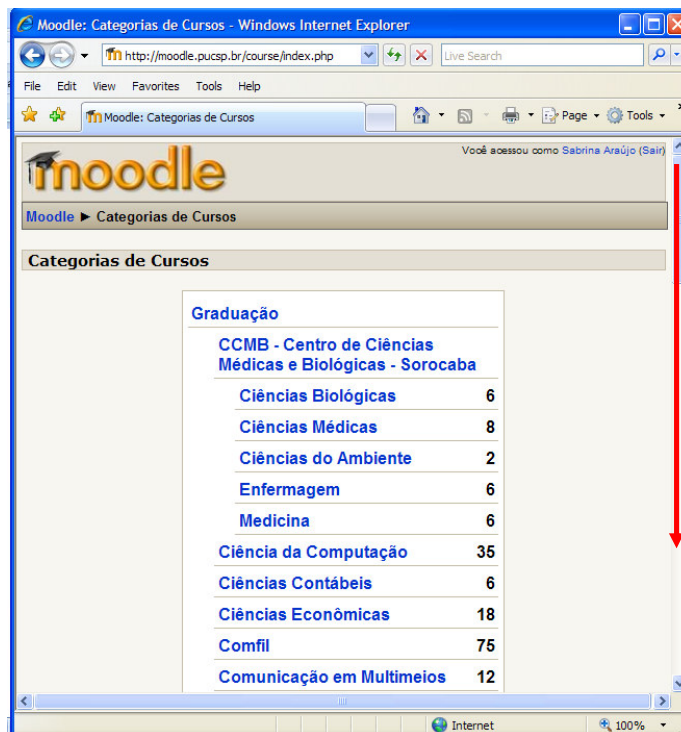 Moodle: Categorias de Cursos - Windows Internet Explorer
http://moodle.pucsp.br/course/index.php
Live Search
File Edit View Favorites Tools Help
Moodle: Categorias de Cursos
Page Tools
moodle
Você acessou como Sabrina Araújo (Sair)
Moodle ► Categorias de Cursos
Categorias de Cursos
Graduação
CCMB - Centro de Ciências
Médicas e Biológicas - Sorocaba
Ciências Biológicas 6
Ciências Médicas 8
Ciências do Ambiente 2
Enfermagem 6
Medicina 6
Ciência da Computação 35
Ciências Contábeis 6
Ciências Econômicas 18
Comfil 75
Comunicação em Multimeios 12
Internet 100%